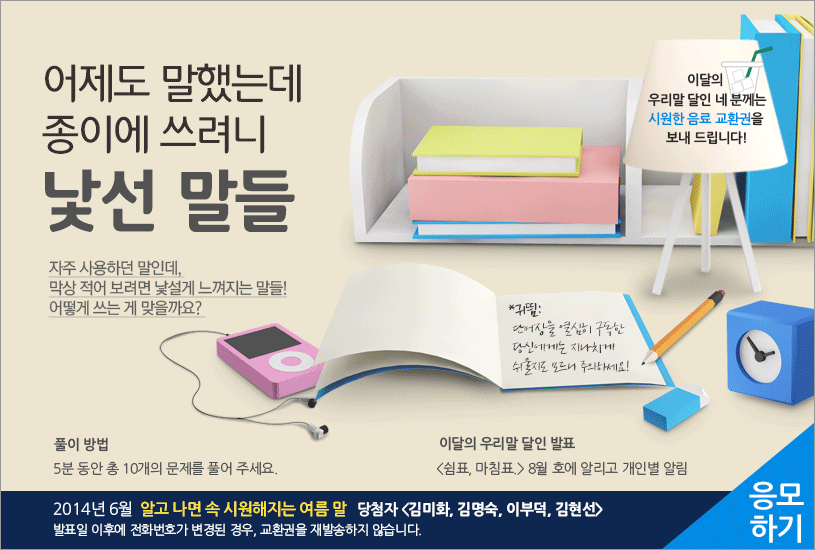 어제도 말했는데
종이에 쓰려니
낯선 말들
자주 사용하던 말인데,
막상 적어 보려면 낯설게 느껴지는 말들!
어떻게 쓰는 게 맞을까요?
이달의
우리말 달인 네 분께는
시원한 음료 교환권을
보내 드립니다!
*귀띔:
단어장을 열심히 구독한
당신에게는 지나치게
쉬울지도 모르니 주의하세요!
풀이 방법
5분 동안 총 10개의 문제를 풀어 주세요.
이달의 우리말 달인 발표
<쉼표, 마침표.> 8월 호에 알리고 개인별 알림
2014년 6월 알고 나면 속 시원해지는 여름 말 당첨자 <김미화, 김명숙, 이부덕, 김현선>
발표일 이후에 전화번호가 변경된 경우, 교환권을 재발송하지 않습니다.
응모
하기